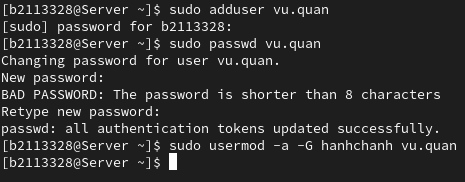 [b2113328@Server ~]$ sudo adduser vu.quan
[sudo] password for b2113328:
[b2113328@Server ~]$ sudo passwd vu.quan
Changing password for user vu.quan.
New password:
BAD PASSWORD: The password is shorter than 8 characters
Retype new password:
passwd: all authentication tokens updated successfully.
[b2113328@Server ~]$ sudo usermod -a -G hanhchanh vu.quan
[b2113328@Server ~]$